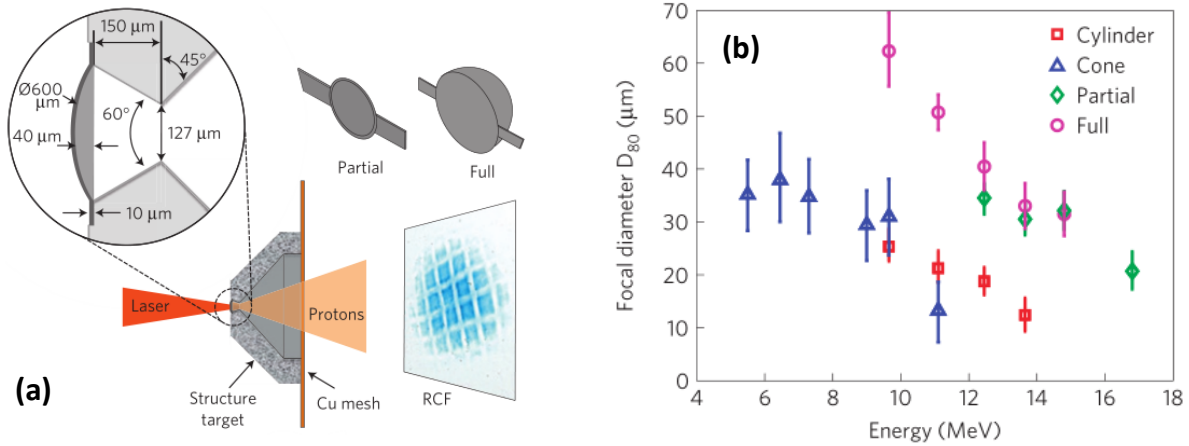 150 μm
45°
Ø600
μm
60°
40 μm
127 μm
10 μm
Partial
Full
Laser
Protons
Structure
target
Cu mesh
RCF
(a)
(b)
Cylinder
Cone
Partial
Full
Focal diameter D80 (μm)
70
60
50
40
30
20
10
0
4 6 8 10 12 14 16 18
Energy (MeV)